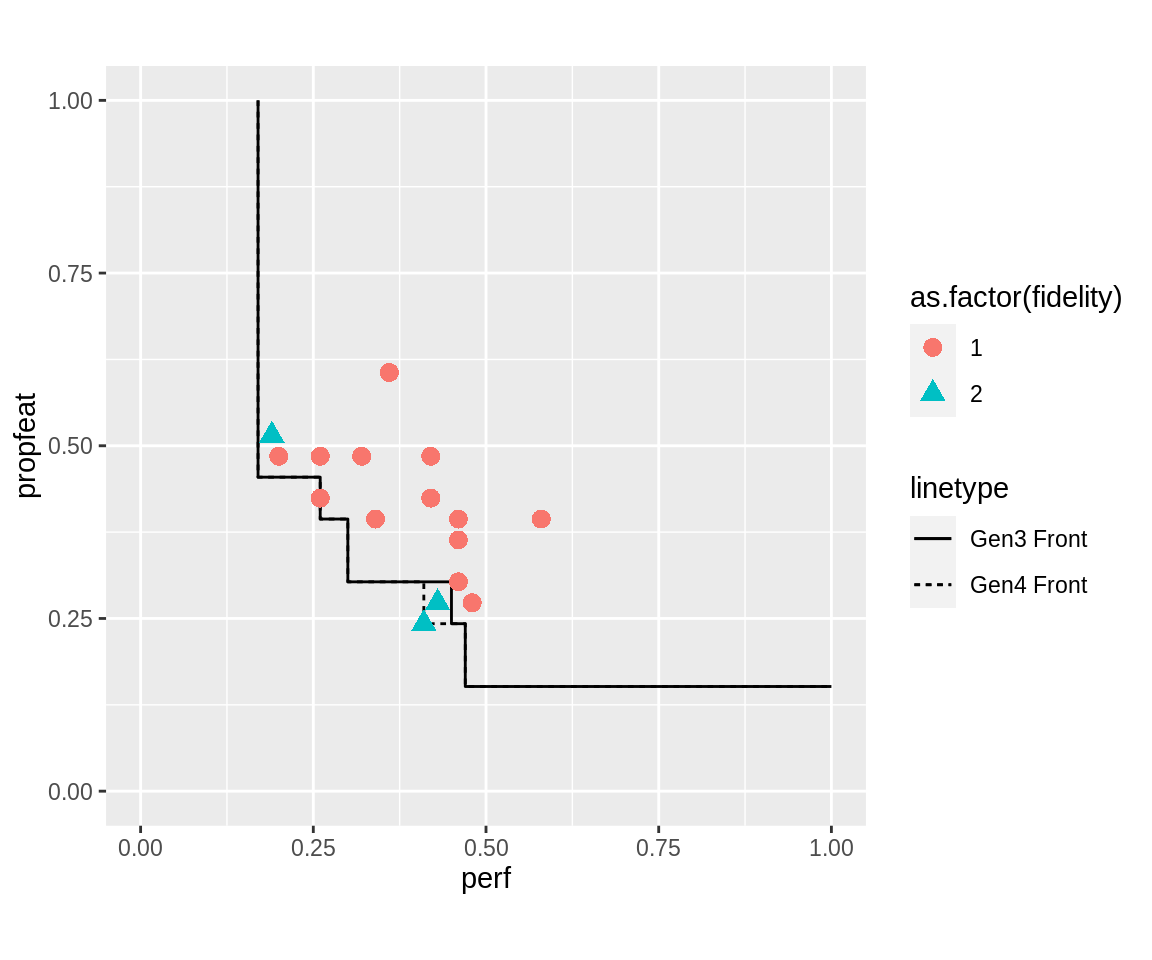 1.00
0.75
0.50
0.25
0.00
propfeat
0.00 0.25 0.50 0.75 1.00
perf
as.factor(fidelity)
1
2
linetype
Gen3 Front
Gen4 Front